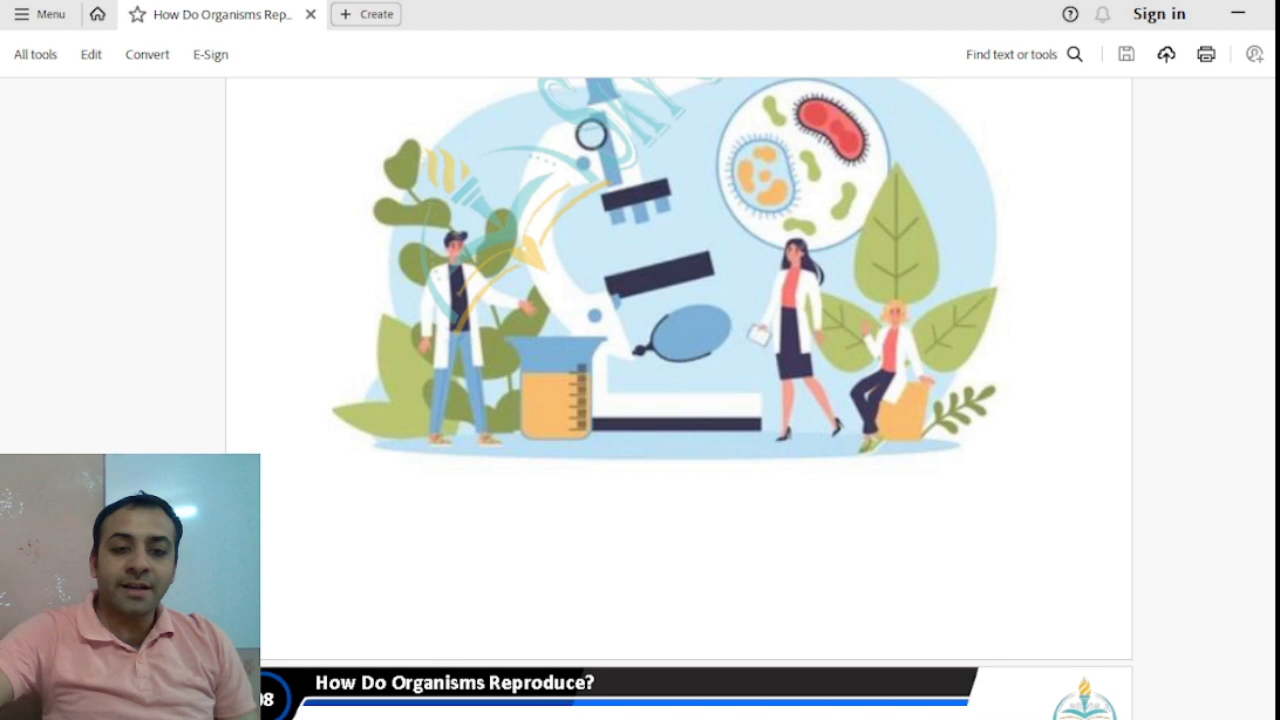 Menu
How Do Organisms Rep...
Create
Sign in
All tools
Edit
Convert
E-Sign
Find text or tools
SKY
08
How Do Organisms Reproduce?